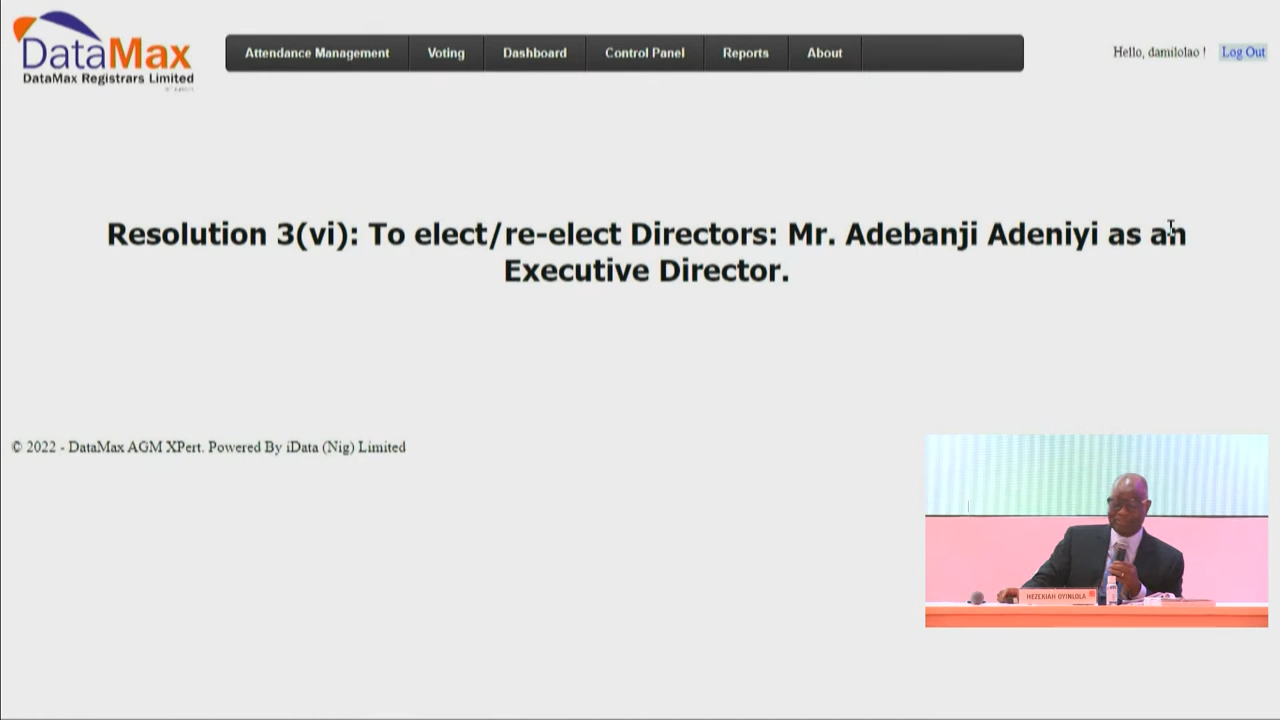 DataMax
DataMax Registrars Limited
Attendance Management Voting Dashboard Control Panel Reports About
Hello, damilolao ! Log Out
Resolution 3(vi): To elect/re-elect Directors: Mr. Adebanji Adeniyi as an
Executive Director.
© 2022 - DataMax AGM XPert. Powered By iData (Nig) Limited
HEZEKIAH OYINLOLA